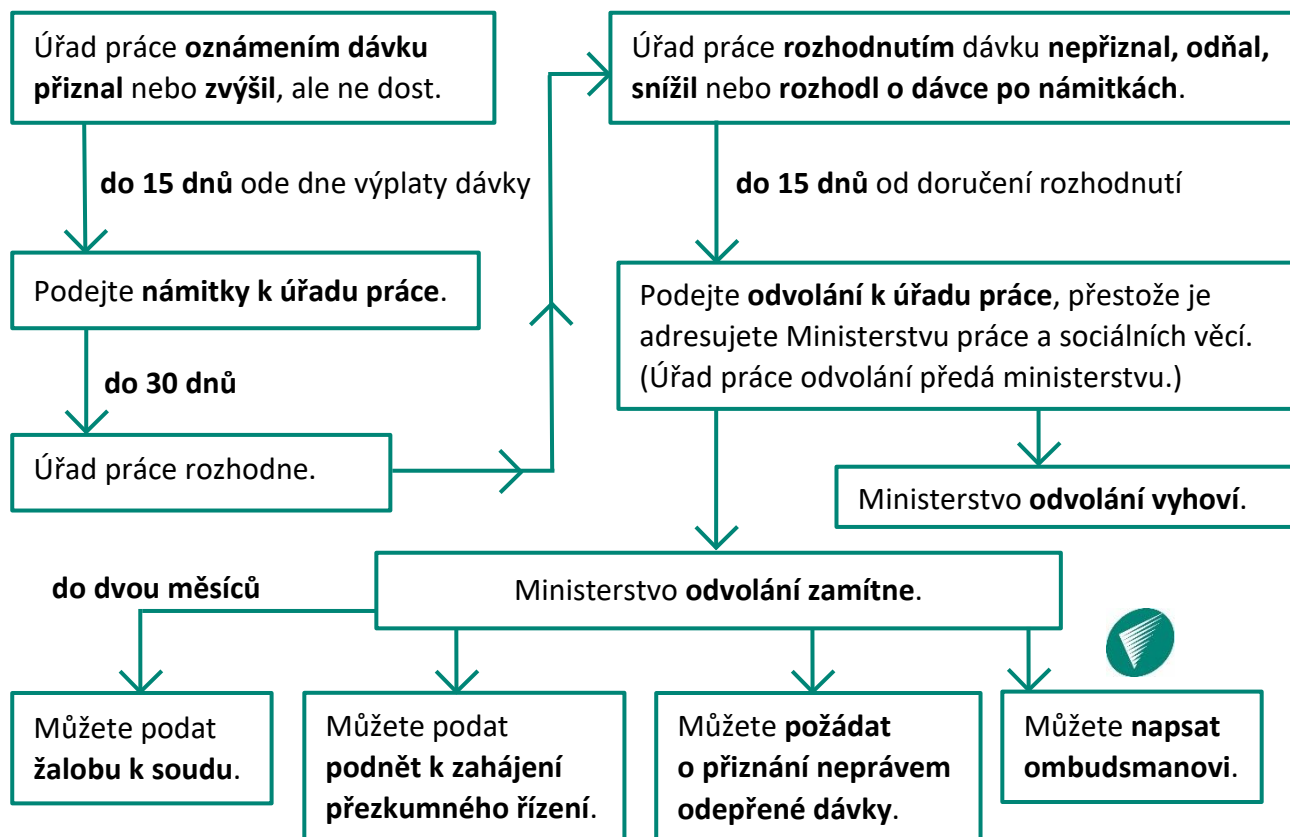 Úřad práce oznámením dávku
přiznal nebo zvýšil, ale ne dost.
do 15 dnů ode dne výplaty dávky
Podejte námitky k úřadu práce.
do 30 dnů
Úřad práce rozhodne.
Úřad práce rozhodnutím dávku nepřiznal, odňal,
snížil nebo rozhodl o dávce po námitkách.
do 15 dnů od doručení rozhodnutí
Podejte odvolání k úřadu práce, přestože je
adresujete Ministerstvu práce a sociálních věcí.
(Úřad práce odvolání předá ministerstvu.)
Ministerstvo odvolání vyhoví.
Ministerstvo odvolání zamítne.
do dvou měsíců
Můžete podat
žalobu k soudu.
Můžete podat
podnět k zahájení
přezkumného řízení.
Můžete požádat
o přiznání neprávem
odepřené dávky.
Můžete napsat
ombudsmanovi.